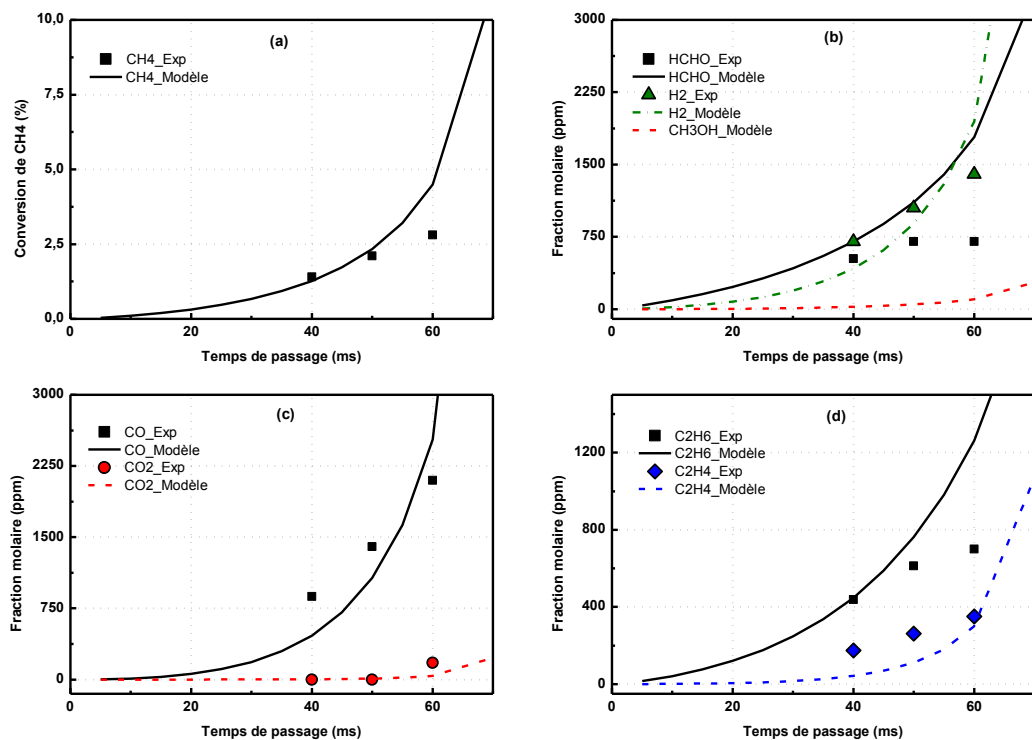 (a)
CH4_Exp
CH4_Modèle
Conversion de CH4 (%)
10,0
7,5
5,0
2,5
0,0
0 20 40 60
Temps de passage (ms)
(b)
HCHO_Exp
HCHO_Modèle
H2_Exp
H2_Modèle
CH3OH_Modèle
Fraction molaire (ppm)
3000
2250
1500
750
0
0 20 40 60
Temps de passage (ms)
(c)
CO_Exp
CO_Modèle
CO2_Exp
CO2_Modèle
Fraction molaire (ppm)
3000
2250
1500
750
0
0 20 40 60
Temps de passage (ms)
(d)
C2H6_Exp
C2H6_Modèle
C2H4_Exp
C2H4_Modèle
Fraction molaire (ppm)
1200
800
400
0
0 20 40 60
Temps de passage (ms)